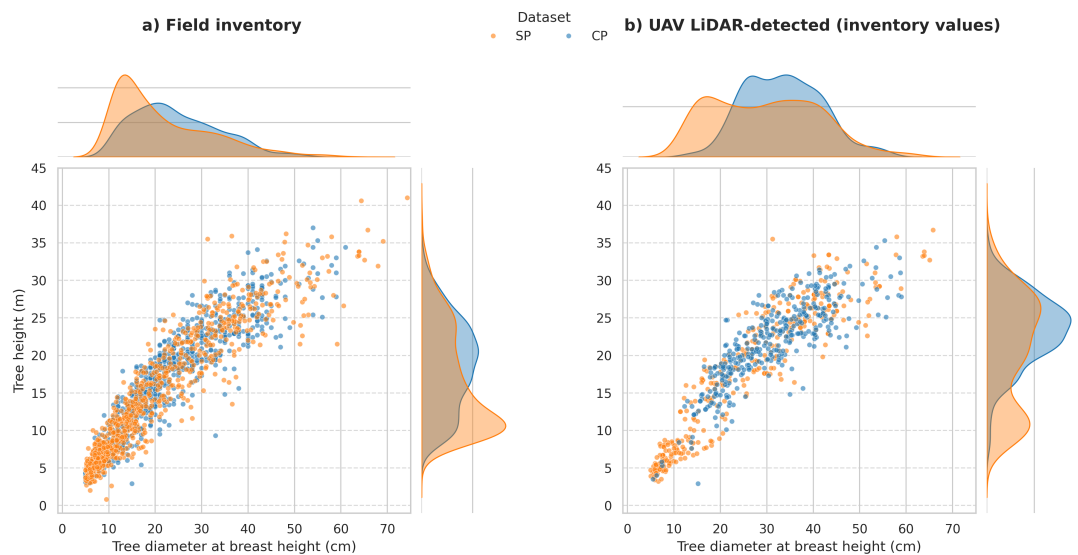 a) Field inventory
Dataset
SP CP
b) UAV LiDAR-detected (inventory values)
Tree height (m)
45
40
35
30
25
20
15
10
5
0
0 10 20 30 40 50 60 70
Tree diameter at breast height (cm)
Tree height (m)
45
40
35
30
25
20
15
10
5
0
0 10 20 30 40 50 60 70
Tree diameter at breast height (cm)